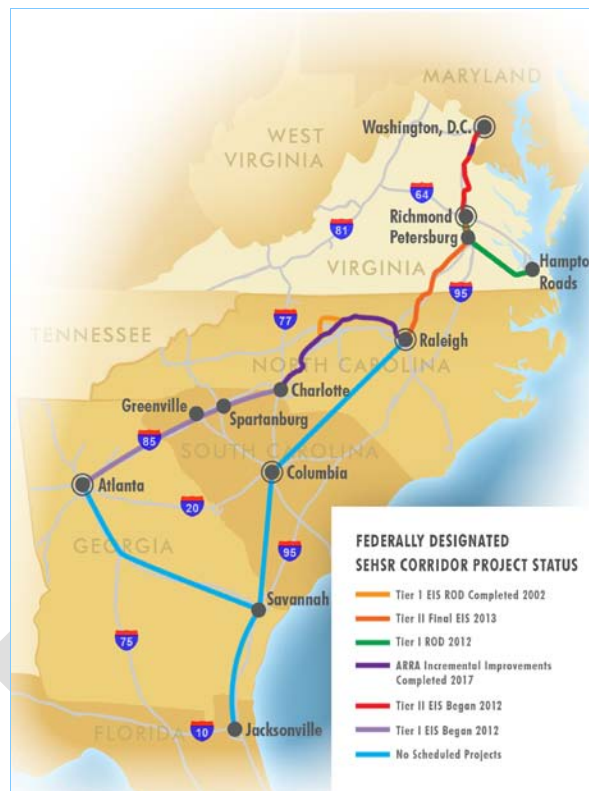 MARYLAND
Washington, D.C.
WEST
VIRGINIA
64
Richmond
81
Petersburg
VIRGINIA
Hampto
Roads
95
77
TENNESSEE
Raleigh
NORTH CAROLINA
Charlotte
Greenville
Spartanburg
85
SOUTH CAROLINA
Columbia
Atlanta
20
GEORGIA
95
Savannah
75
FLORIDA
10
Jacksonville
FEDERALLY DESIGNATED
SEHSR CORRIDOR PROJECT STATUS
Tier 1 EIS ROD Completed 2002
Tier II Final EIS 2013
Tier I ROD 2012
ARRA Incremental Improvements
Completed 2017
Tier II EIS Began 2012
Tier I EIS Began 2012
No Scheduled Projects